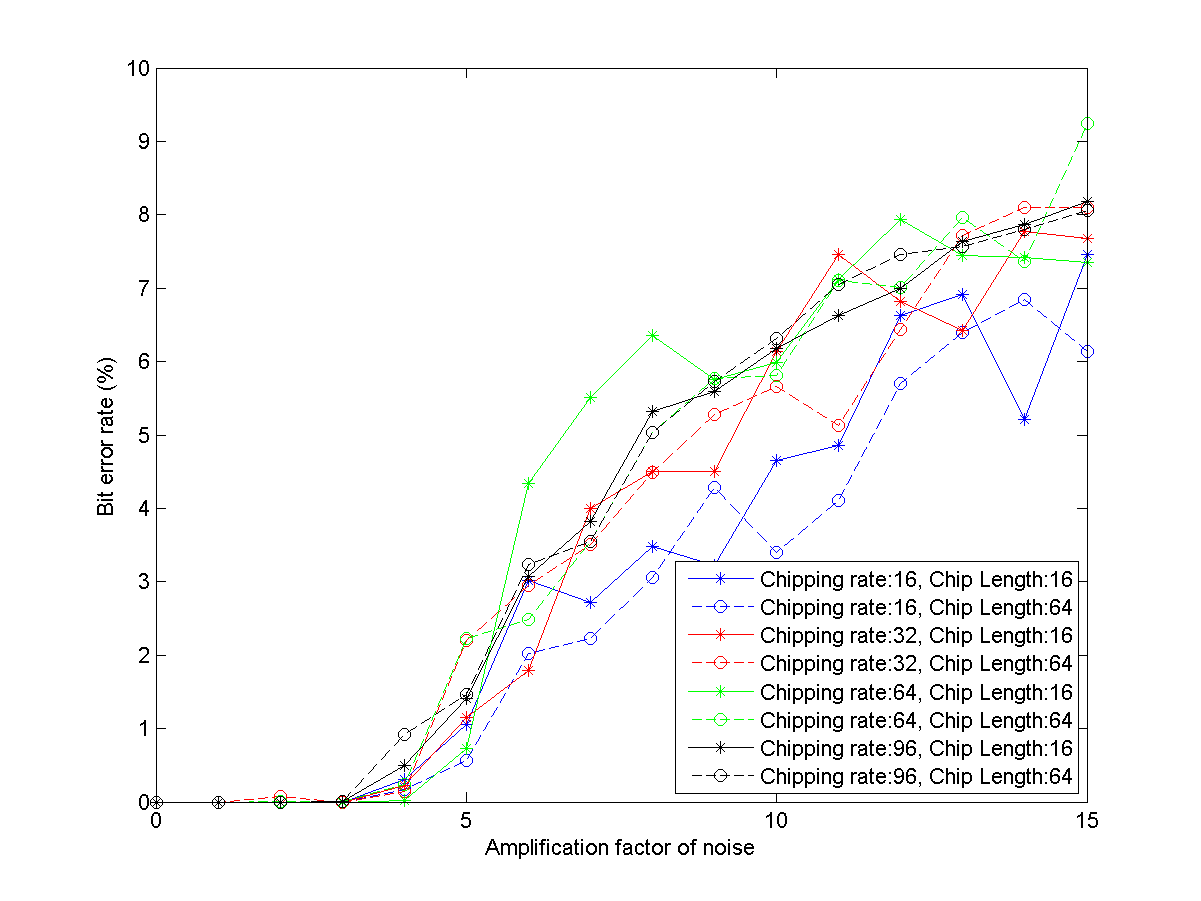 10
9
8
7
6
5
4
3
2
1
0
Bit error rate (%)
0 5 10 15
Amplification factor of noise
Chipping rate:16, Chip Length:16
Chipping rate:16, Chip Length:64
Chipping rate:32, Chip Length:16
Chipping rate:32, Chip Length:64
Chipping rate:64, Chip Length:16
Chipping rate:64, Chip Length:64
Chipping rate:96, Chip Length:16
Chipping rate:96, Chip Length:64